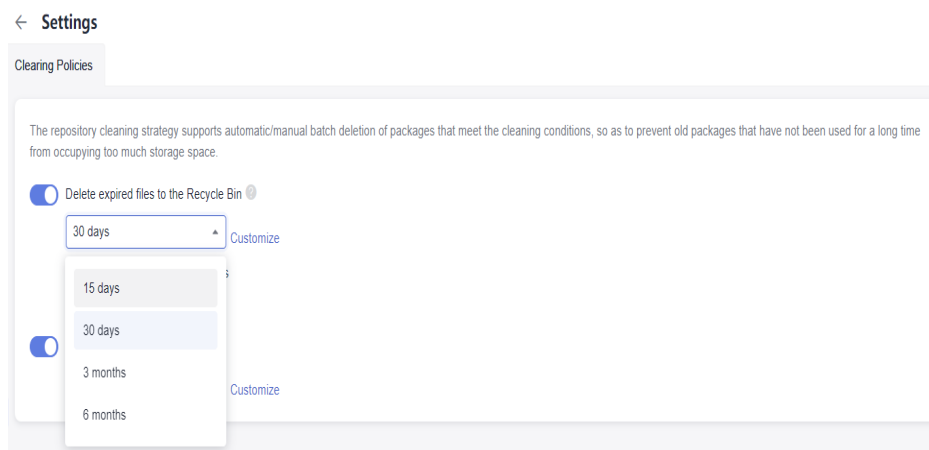 Settings
Clearing Policies
The repository cleaning strategy supports automatic/manual batch deletion of packages that meet the cleaning conditions, so as to prevent old packages that have not been used for a long time
from occupying too much storage space.
Delete expired files to the Recycle Bin
30 days
Customize
15 days
30 days
3 months
Customize
6 months